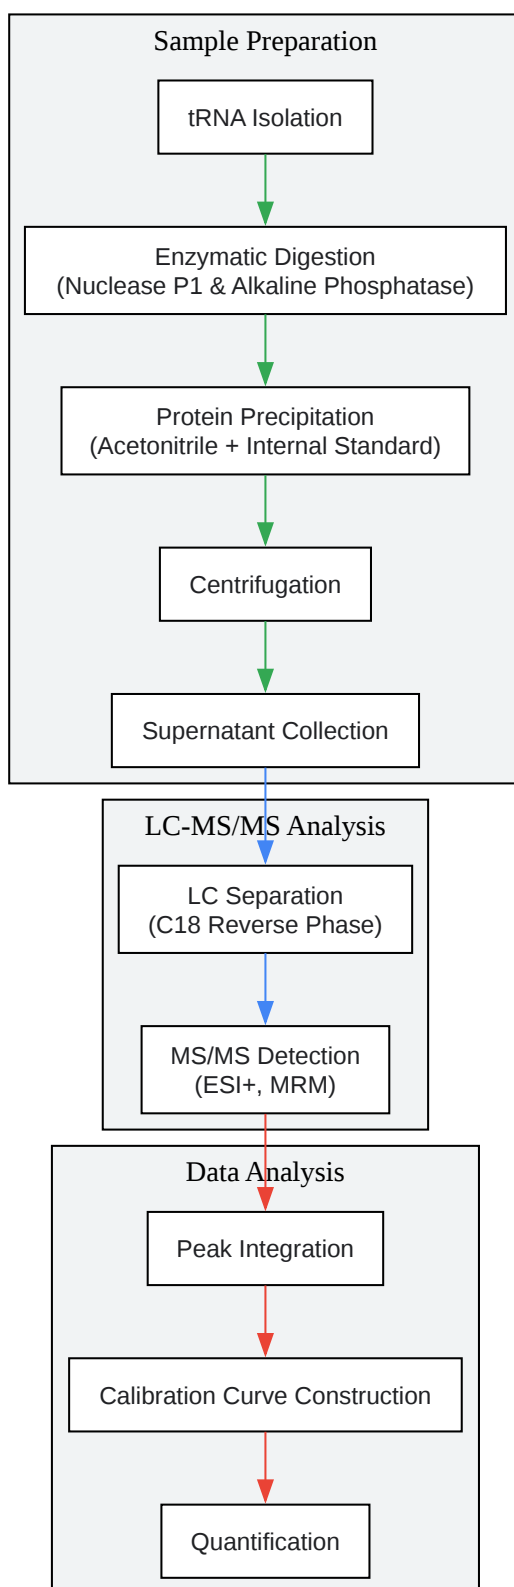 Sample Preparation
tRNA Isolation
Enzymatic Digestion
(Nuclease P1 & Alkaline Phosphatase)
Protein Precipitation
(Acetonitrile + Internal Standard)
Centrifugation
Supernatant Collection
LC-MS/MS Analysis
LC Separation
(C18 Reverse Phase)
MS/MS Detection
(ESI+, MRM)
Data Analysis
Peak Integration
Calibration Curve Construction
Quantification